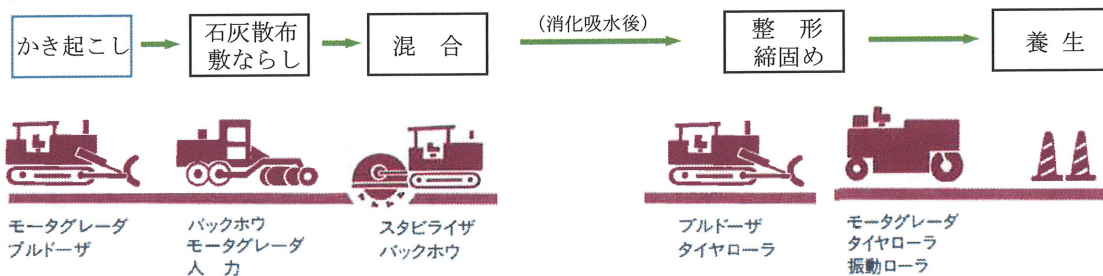 かき起こし
石灰散布
敷ならし
混　合
(消化吸水後)
整　形
締固め
養 生
モータグレーダ
ブルドーザ
バックホウ
モータグレーダ
人　力
スタビライザ
バックホウ
ブルドーザ
タイヤローラ
モータグレーダ
タイヤローラ
振動ローラ